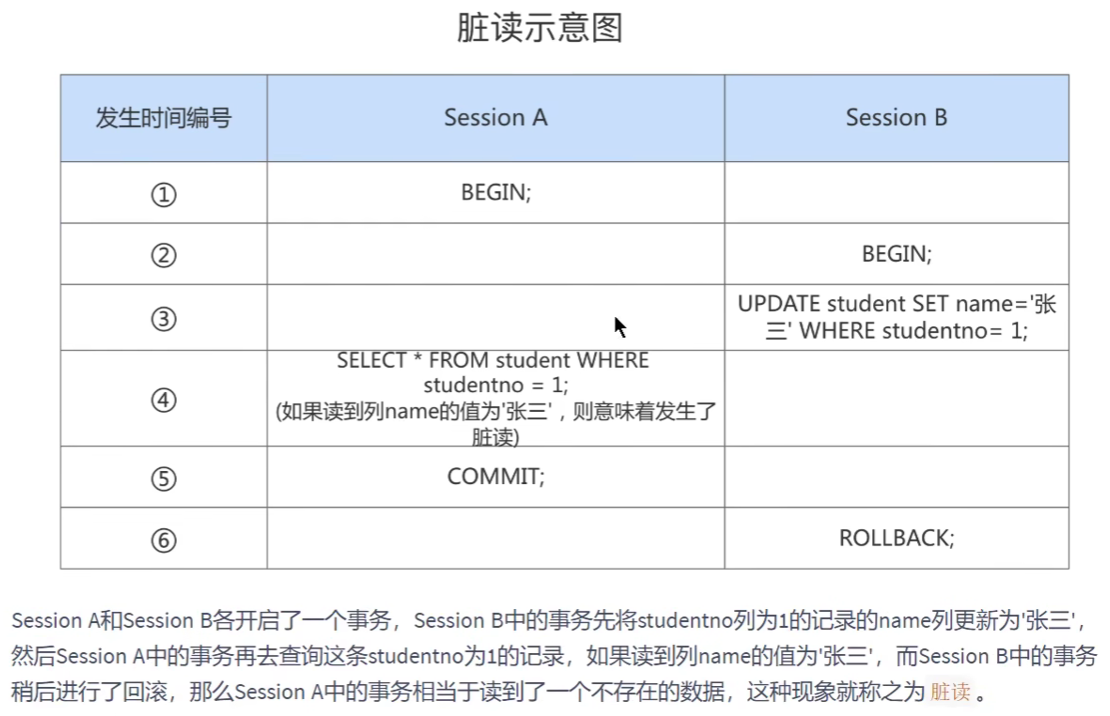 脏读示意图
发生时间编号 Session A Session B
① BEGIN;
② BEGIN;
③ UPDATE student SET name='张
三' WHERE studentno= 1;
SELECT * FROM student WHERE
studentno = 1;
④ (如果读到列name的值为'张三'，则意味着发生了
脏读)
⑤ COMMIT;
⑥ ROLLBACK;
Session A和Session B各开启了一个事务，Session B中的事务先将studentno列为1的记录的name列更新为'张三'，
然后Session A中的事务再去查询这条studentno为1的记录，如果读到列name的值为'张三'，而Session B中的事务
稍后进行了回滚，那么Session A中的事务相当于读到了一个不存在的数据，这种现象就称之为 脏读 。